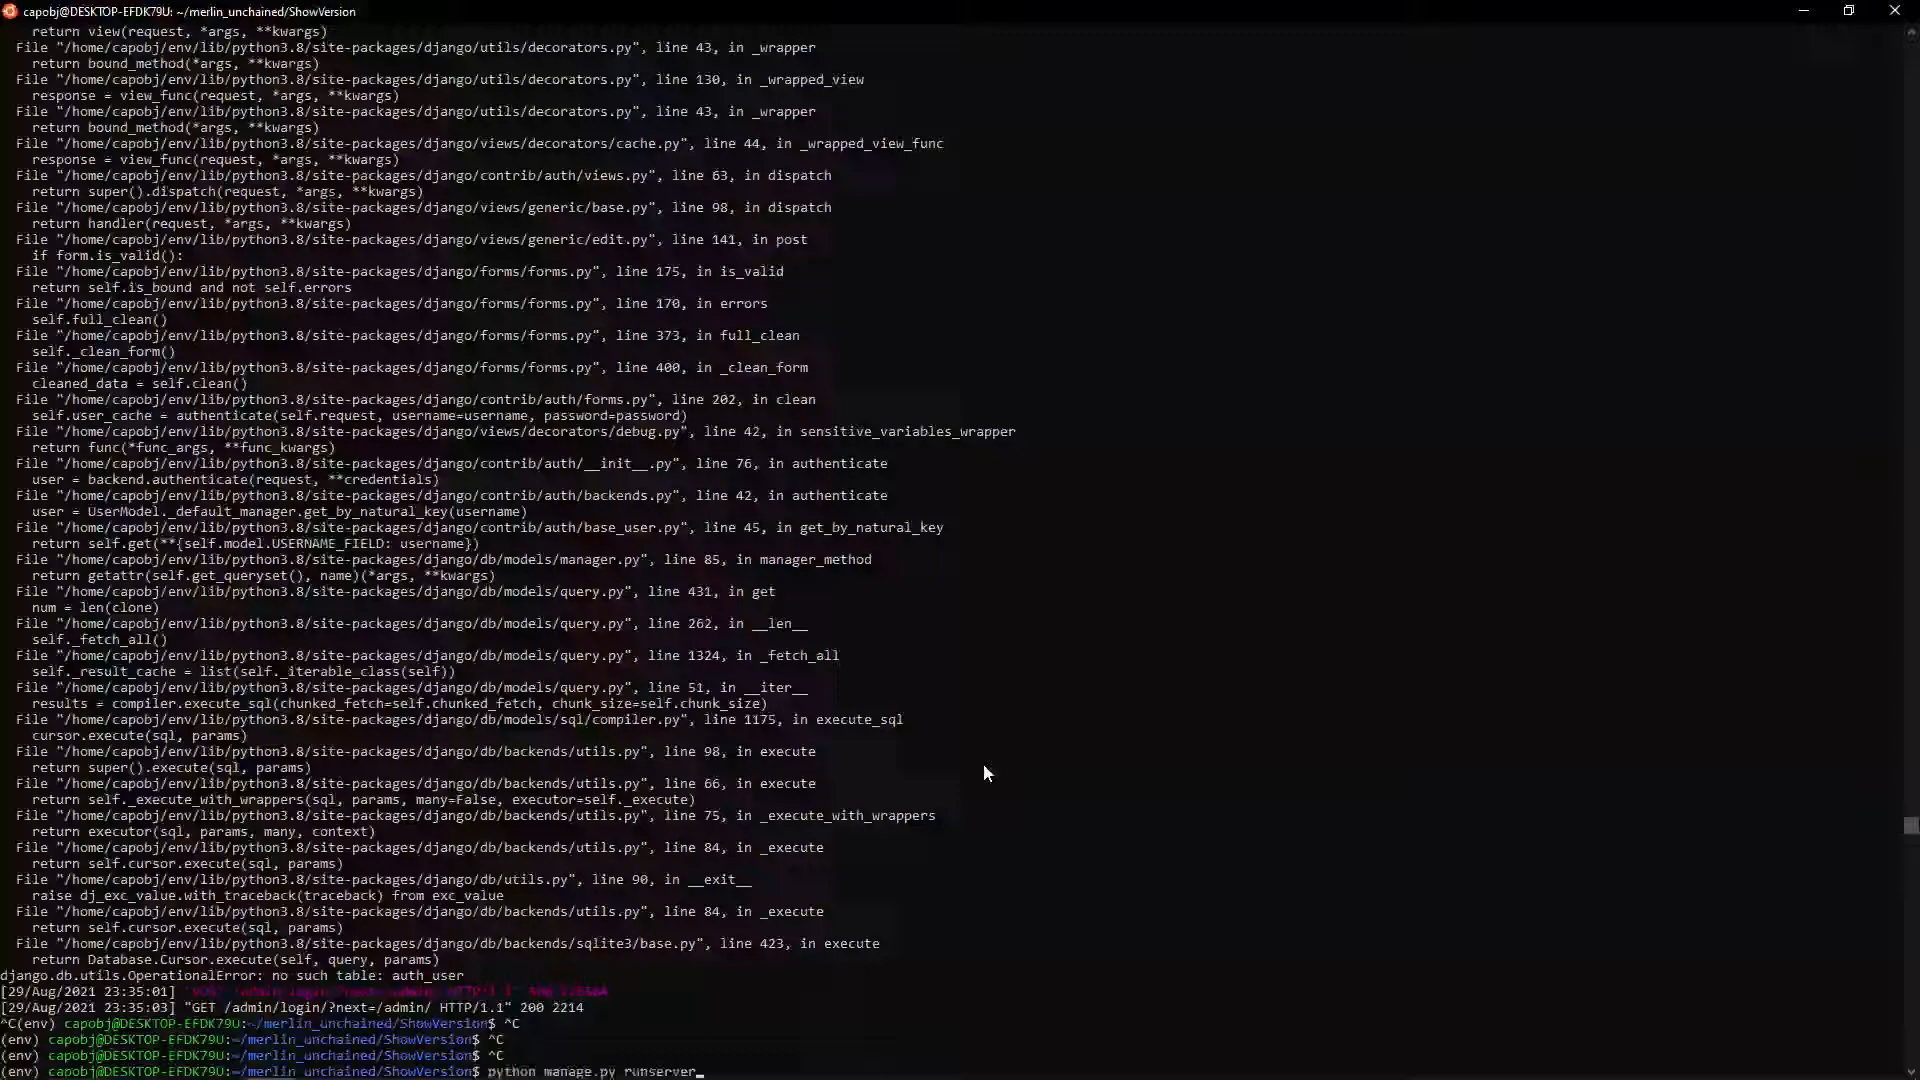 capobj@DESKTOP-EFDK79U: ~/merlin_unchained/ShowVersion
return view(request, *args, **kwargs)
File "/home/capobj/env/lib/python3.8/site-packages/django/utils/decorators.py", line 43, in _wrapper
return bound_method(*args, **kwargs)
File "/home/capobj/env/lib/python3.8/site-packages/django/utils/decorators.py", line 130, in _wrapped_view
response = view_func(request, *args, **kwargs)
File "/home/capobj/env/lib/python3.8/site-packages/django/utils/decorators.py", line 43, in _wrapper
return bound_method(*args, **kwargs)
File "/home/capobj/env/lib/python3.8/site-packages/django/views/decorators/cache.py", line 44, in _wrapped_view_func
response = view_func(request, *args, **kwargs)
File "/home/capobj/env/lib/python3.8/site-packages/django/contrib/auth/views.py", line 63, in dispatch
return super().dispatch(request, *args, **kwargs)
File "/home/capobj/env/lib/python3.8/site-packages/django/views/generic/base.py", line 98, in dispatch
return handler(request, *args, **kwargs)
File "/home/capobj/env/lib/python3.8/site-packages/django/views/generic/edit.py", line 141, in post
if form.is_valid():
File "/home/capobj/env/lib/python3.8/site-packages/django/forms/forms.py", line 175, in is_valid
return self.is_bound and not self.errors
File "/home/capobj/env/lib/python3.8/site-packages/django/forms/forms.py", line 170, in errors
self.full_clean()
File "/home/capobj/env/lib/python3.8/site-packages/django/forms/forms.py", line 373, in full_clean
self._clean_form()
File "/home/capobj/env/lib/python3.8/site-packages/django/forms/forms.py", line 400, in _clean_form
cleaned_data = self.clean()
File "/home/capobj/env/lib/python3.8/site-packages/django/contrib/auth/forms.py", line 202, in clean
self.user_cache = authenticate(self.request, username=username, password=password)
File "/home/capobj/env/lib/python3.8/site-packages/django/views/decorators/debug.py", line 42, in sensitive_variables_wrapper
return func(*func_args, **func_kwargs)
File "/home/capobj/env/lib/python3.8/site-packages/django/contrib/auth/__init__.py", line 76, in authenticate
user = backend.authenticate(request, **credentials)
File "/home/capobj/env/lib/python3.8/site-packages/django/contrib/auth/backends.py", line 42, in authenticate
user = UserModel._default_manager.get_by_natural_key(username)
File "/home/capobj/env/lib/python3.8/site-packages/django/contrib/auth/base_user.py", line 45, in get_by_natural_key
return self.get(**{self.model.USERNAME_FIELD: username})
File "/home/capobj/env/lib/python3.8/site-packages/django/db/models/manager.py", line 85, in manager_method
return getattr(self.get_queryset(), name)(*args, **kwargs)
File "/home/capobj/env/lib/python3.8/site-packages/django/db/models/query.py", line 431, in get
num = len(clone)
File "/home/capobj/env/lib/python3.8/site-packages/django/db/models/query.py", line 262, in __len__
self._fetch_all()
File "/home/capobj/env/lib/python3.8/site-packages/django/db/models/query.py", line 1324, in _fetch_all
self._result_cache = list(self._iterable_class(self))
File "/home/capobj/env/lib/python3.8/site-packages/django/db/models/query.py", line 51, in __iter__
results = compiler.execute_sql(chunked_fetch=self.chunked_fetch, chunk_size=self.chunk_size)
File "/home/capobj/env/lib/python3.8/site-packages/django/db/models/sql/compiler.py", line 1175, in execute_sql
cursor.execute(sql, params)
File "/home/capobj/env/lib/python3.8/site-packages/django/db/backends/utils.py", line 98, in execute
return super().execute(sql, params)
File "/home/capobj/env/lib/python3.8/site-packages/django/db/backends/utils.py", line 66, in execute
return self._execute_with_wrappers(sql, params, many=False, executor=self._execute)
File "/home/capobj/env/lib/python3.8/site-packages/django/db/backends/utils.py", line 75, in _execute_with_wrappers
return executor(sql, params, many, context)
File "/home/capobj/env/lib/python3.8/site-packages/django/db/backends/utils.py", line 84, in _execute
return self.cursor.execute(sql, params)
File "/home/capobj/env/lib/python3.8/site-packages/django/db/utils.py", line 90, in __exit__
raise dj_exc_value.with_traceback(traceback) from exc_value
File "/home/capobj/env/lib/python3.8/site-packages/django/db/backends/utils.py", line 84, in _execute
return self.cursor.execute(sql, params)
File "/home/capobj/env/lib/python3.8/site-packages/django/db/backends/sqlite3/base.py", line 423, in execute
return Database.Cursor.execute(self, query, params)
django.db.utils.OperationalError: no such table: auth_user
[29/Aug/2021 23:35:01] "POST /admin/login/?next=/admin/ HTTP/1.1" 500
[29/Aug/2021 23:35:03] "GET /admin/login/?next=/admin/ HTTP/1.1" 200 2214
^C(env) capobj@DESKTOP-EFDK79U:~/merlin_unchained/ShowVersion$ ^C
(env) capobj@DESKTOP-EFDK79U:~/merlin_unchained/ShowVersion$ ^C
(env) capobj@DESKTOP-EFDK79U:~/merlin_unchained/ShowVersion$ ^C
(env) capobj@DESKTOP-EFDK79U:~/merlin_unchained/ShowVersion$ python manage.py runserver